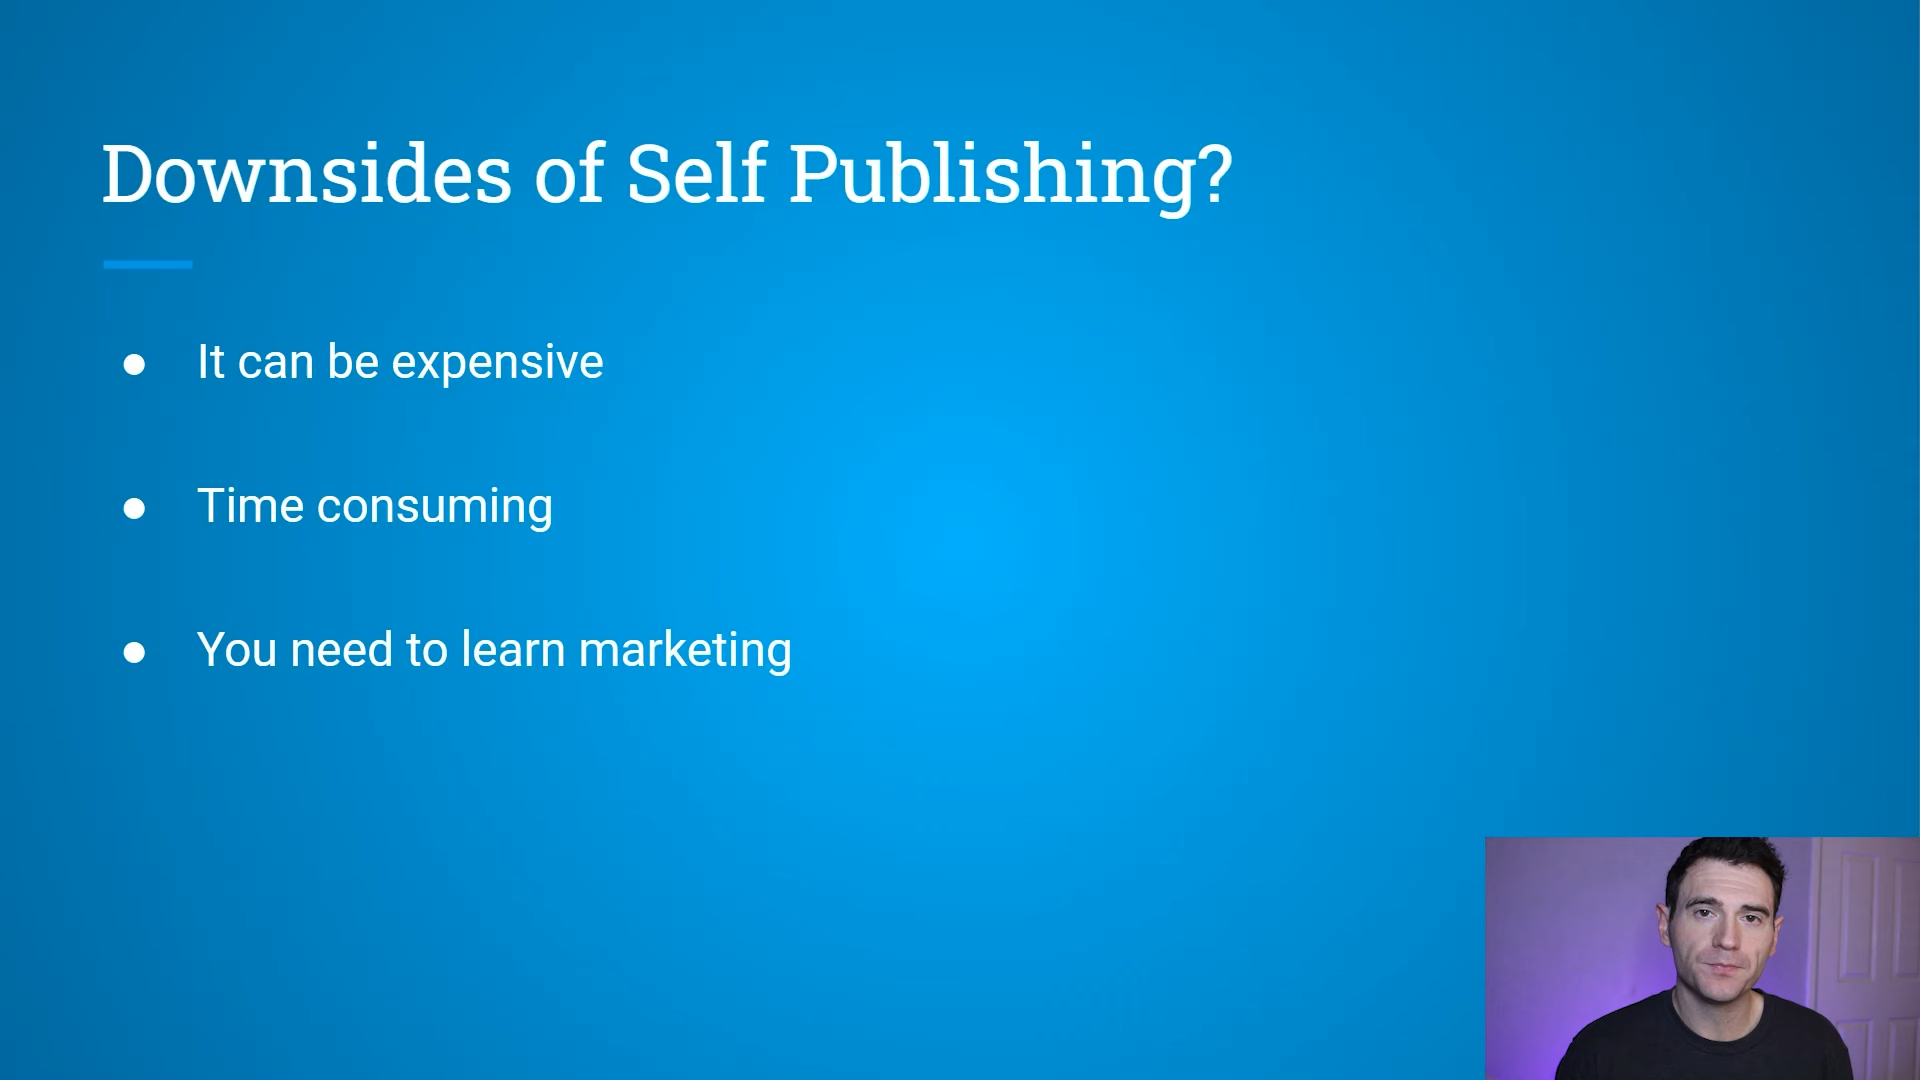 Downsides of Self Publishing?
● It can be expensive
● Time consuming
● You need to learn marketing